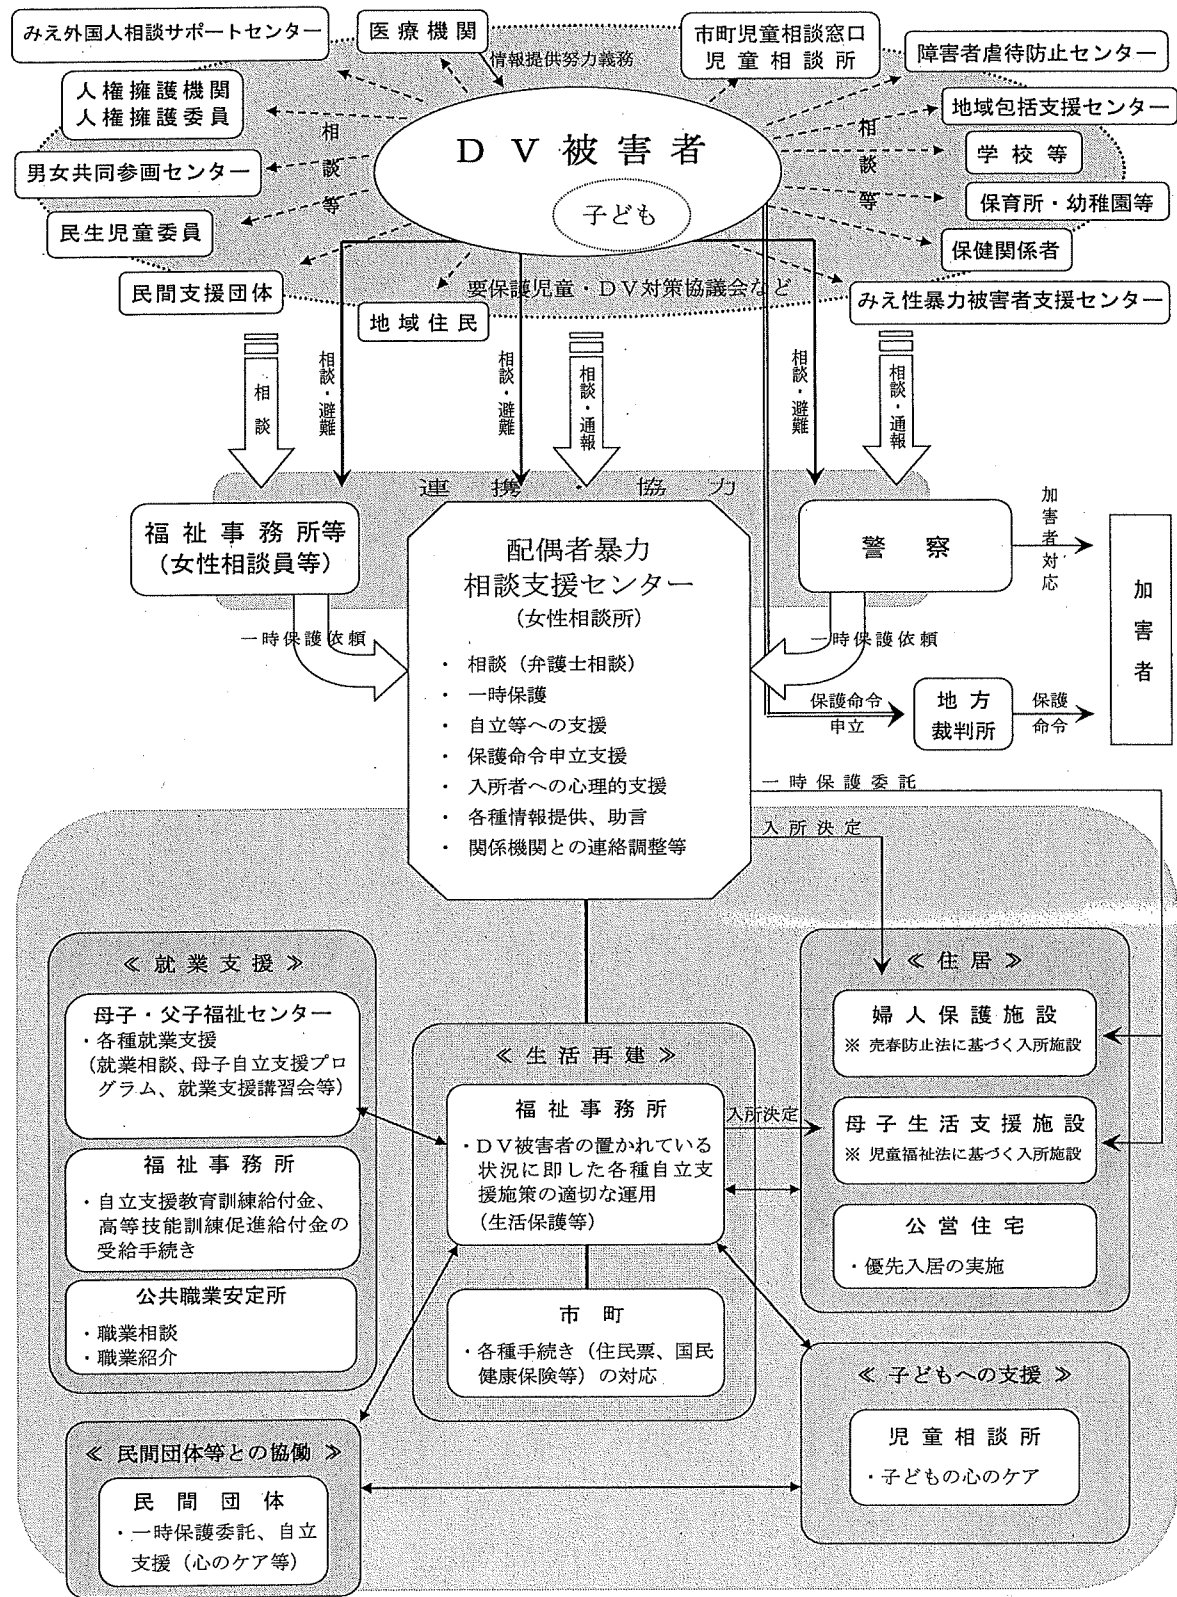 みえ外国人相談サポートセンター
医療機関
情報提供努力義務
市町児童相談窓口
児童相談所
障害者虐待防止センター
人権擁護機関
人権擁護委員
地域包括支援センター
男女共同参画センター
学校等
民生児童委員
保育所・幼稚園等
民間支援団体
保健関係者
地域住民
みえ性暴力被害者支援センター
相談等
相談等
DV被害者
子ども
要保護児童・DV対策協議会など
相談
相談・避難
相談・避難
相談・通報
相談・避難
相談・通報
連携・協力
福祉事務所等
(女性相談員等)
警察
加害者対応
加害者
一時保護依頼
一時保護依頼
配偶者暴力
相談支援センター
(女性相談所)
・ 相談(弁護士相談)
・ 一時保護
・ 自立等への支援
・ 保護命令申立支援
・ 入所者への心理的支援
・ 各種情報提供、助言
・ 関係機関との連絡調整等
保護命令
申立
地方
裁判所
保護
命令
一時保護委託
入所決定
≪ 就業支援 ≫
母子・父子福祉センター
・各種就業支援
(就業相談、母子自立支援プロ
グラム、就業支援講習会等)
福祉事務所
・自立支援教育訓練給付金、
高等技能訓練促進給付金の
受給手続き
公共職業安定所
・職業相談
・職業紹介
≪ 生活再建 ≫
福祉事務所
・DV被害者の置かれている
状況に即した各種自立支
援施策の適切な運用
(生活保護等)
市町
・各種手続き(住民票、国民
健康保険等)の対応
入所決定
≪ 住居 ≫
婦人保護施設
※ 売春防止法に基づく入所施設
母子生活支援施設
※ 児童福祉法に基づく入所施設
公営住宅
・優先入居の実施
≪ 子どもへの支援 ≫
児童相談所
・子どもの心のケア
≪ 民間団体等との協働 ≫
民間団体
・一時保護委託、自立
支援(心のケア等)